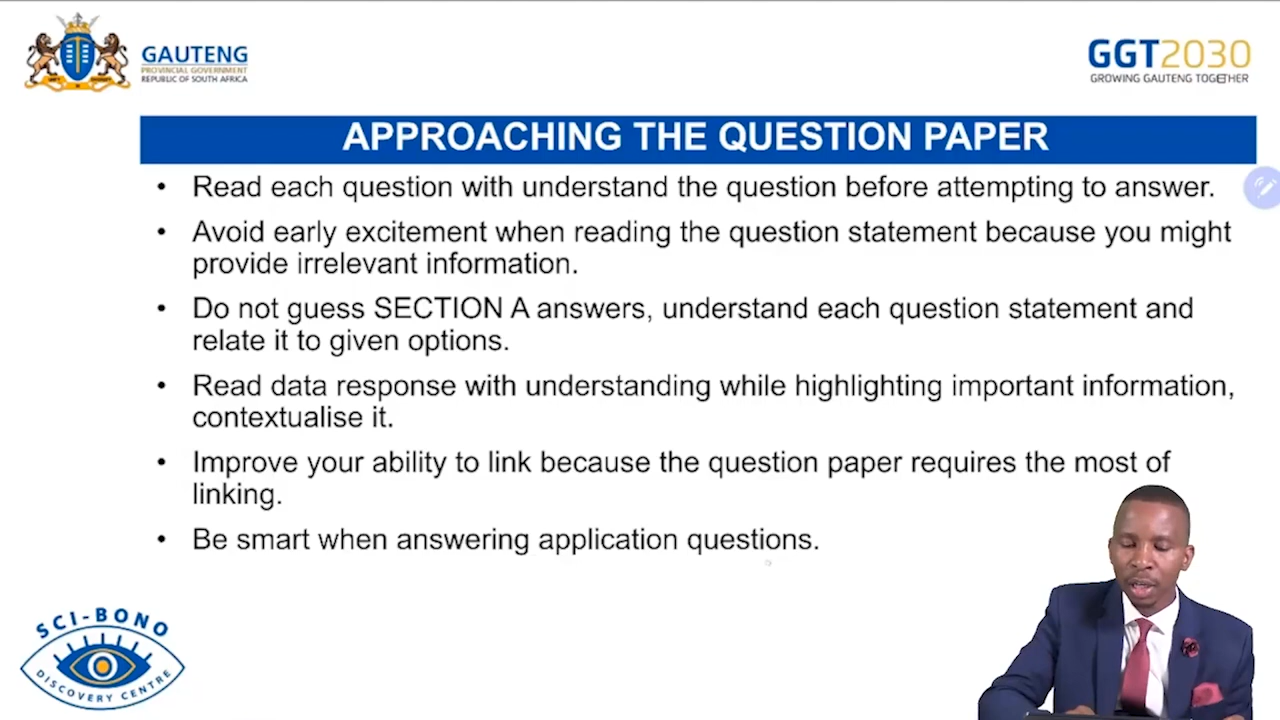 GAUTENG
PROVINCIAL GOVERNMENT
REPUBLIC OF SOUTH AFRICA
GGT2030
GROWING GAUTENG TOGETHER
APPROACHING THE QUESTION PAPER
• Read each question with understand the question before attempting to answer.
• Avoid early excitement when reading the question statement because you might
provide irrelevant information.
• Do not guess SECTION A answers, understand each question statement and
relate it to given options.
• Read data response with understanding while highlighting important information,
contextualise it.
• Improve your ability to link because the question paper requires the most of
linking.
• Be smart when answering application questions.
SCI-BONO
DISCOVERY CENTRE